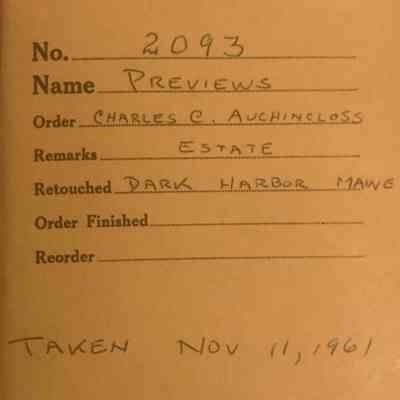 No. 2093
Name PREVIEWS
Order CHARLES C. AUCHINCLOSS
Remarks ESTATE
Retouched DARK HARBOR MAINE
Order Finished
Reorder
TAKEN NOV 11, 1961